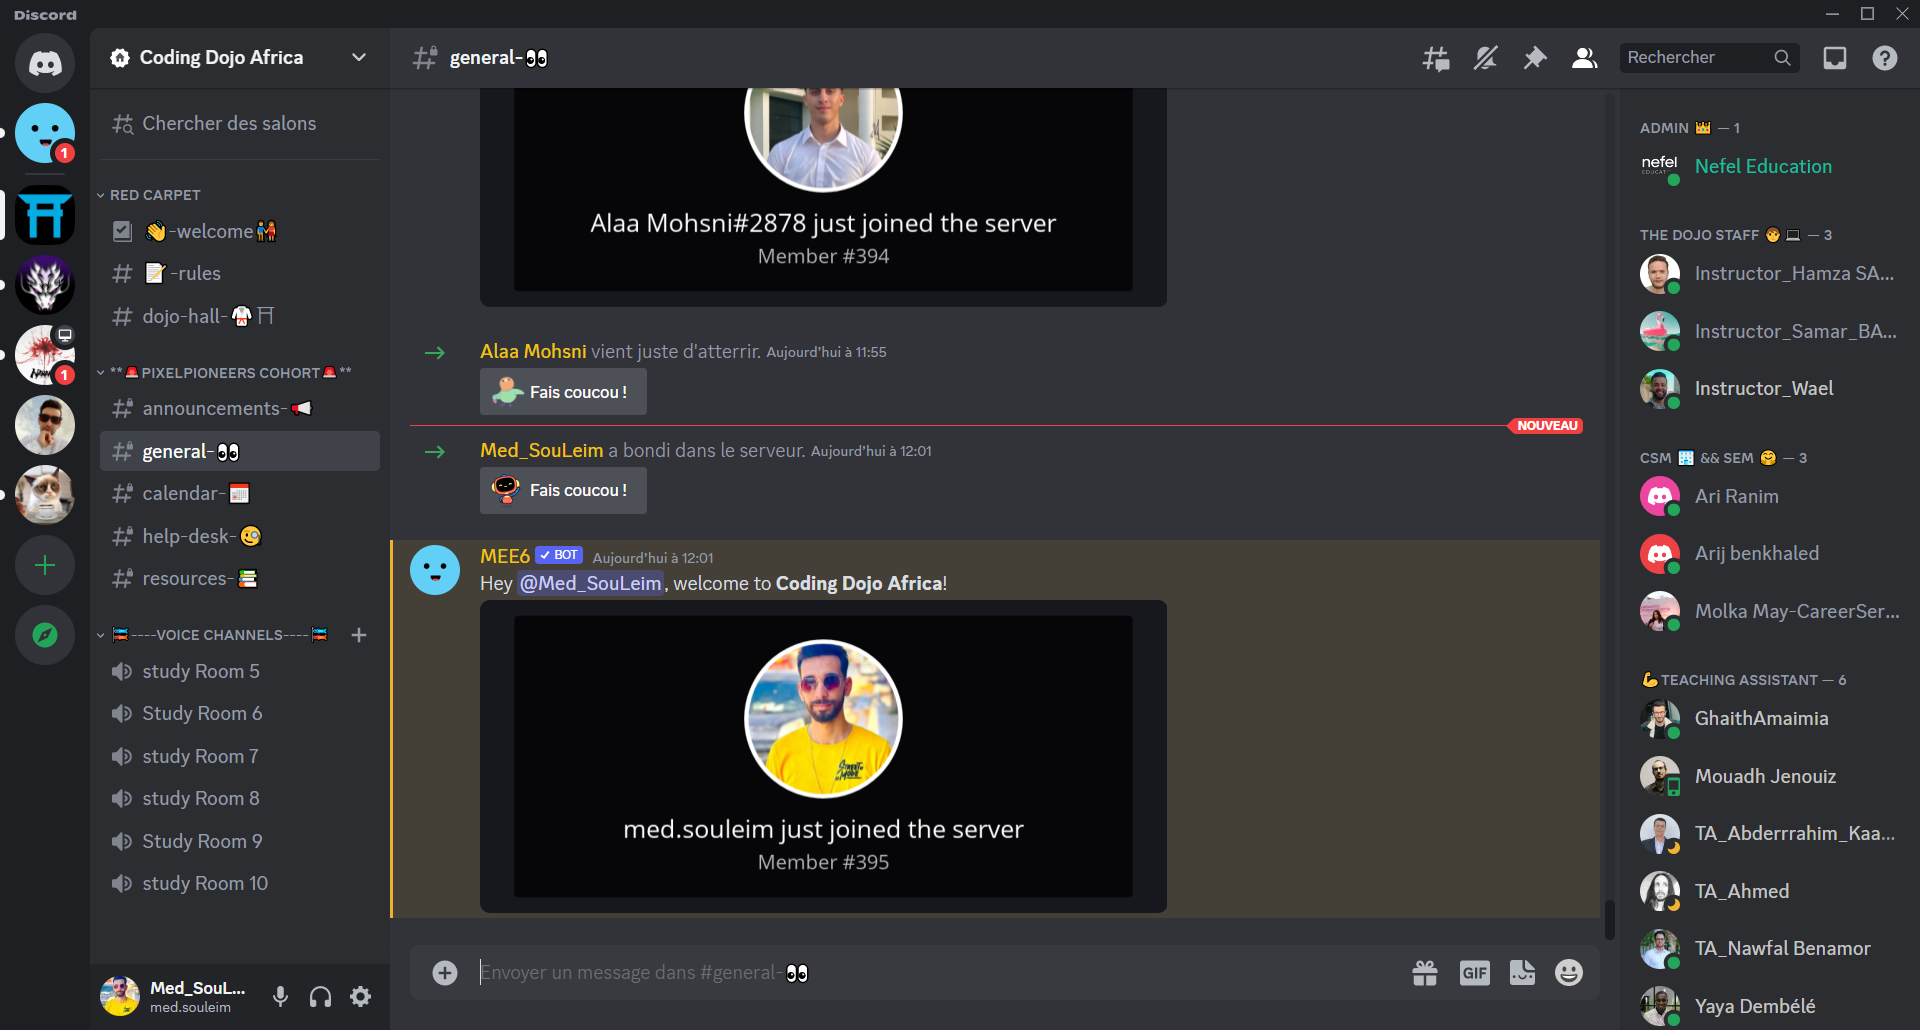 Discord
Coding Dojo Africa
Chercher des salons
RED CARPET
👋-welcome👫
📝-rules
dojo-hall-🥋⛩
**🚨PIXELPIONEERS COHORT🚨**
announcements-📢
general-👀
calendar-📅
help-desk-🧐
resources-📚
----VOICE CHANNELS----
study Room 5
Study Room 6
study Room 7
study Room 8
Study Room 9
study Room 10
Med_SouL...
med.souleim
1
1
general-👀
Rechercher
Alaa Mohsni#2878 just joined the server
Member #394
Alaa Mohsni vient juste d'atterrir. Aujourd'hui à 11:55
Fais coucou !
NOUVEAU
Med_SouLeim a bondi dans le serveur. Aujourd'hui à 12:01
Fais coucou !
MEE6 ✓ BOT Aujourd'hui à 12:01
Hey @Med_SouLeim, welcome to Coding Dojo Africa!
STREET
MODE
med.souleim just joined the server
Member #395
Envoyer un message dans #general-👀
GIF
ADMIN 👑 — 1
nefel
Nefel Education
THE DOJO STAFF 🧑💻 — 3
Instructor_Hamza SA...
Instructor_Samar_BA...
Instructor_Wael
CSM 🏢 && SEM 🤗 — 3
Ari Ranim
Arij benkhaled
Molka May-CareerSer...
💪TEACHING ASSISTANT — 6
GhaithAmaimia
Mouadh Jenouiz
TA_Abderrrahim_Kaa...
TA_Ahmed
TA_Nawfal Benamor
Yaya Dembélé